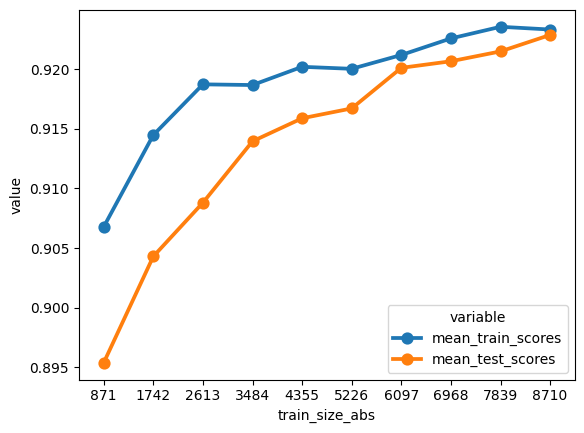 0.920
0.915
0.910
0.905
0.900
0.895
value
871 1742 2613 3484 4355 5226 6097 6968 7839 8710
train_size_abs
variable
mean_train_scores
mean_test_scores